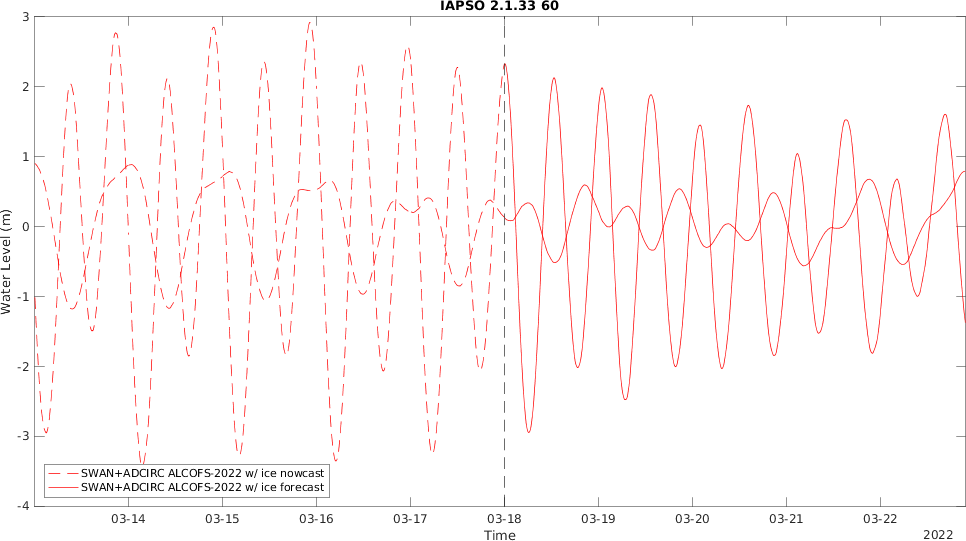 IAPSO 2.1.33 60
3
2
1
0
-1
-2
-3
-4
Water Level (m)
SWAN+ADCIRC ALCOFS-2022 w/ ice nowcast
SWAN+ADCIRC ALCOFS-2022 w/ ice forecast
03-14 03-15 03-16 03-17 03-18 03-19 03-20 03-21 03-22
Time
2022